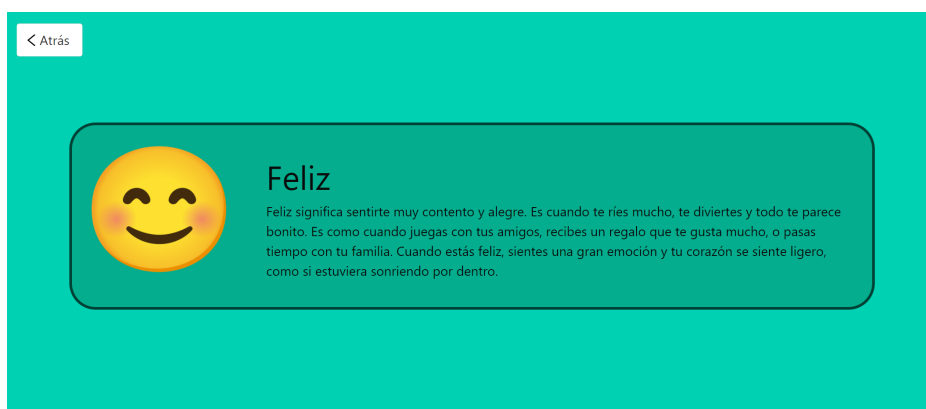 Atrás
Feliz
Feliz significa sentirte muy contento y alegre. Es cuando te ríes mucho, te diviertes y todo te parece
bonito. Es como cuando juegas con tus amigos, recibes un regalo que te gusta mucho, o pasas
tiempo con tu familia. Cuando estás feliz, sientes una gran emoción y tu corazón se siente ligero,
como si estuviera sonriendo por dentro.